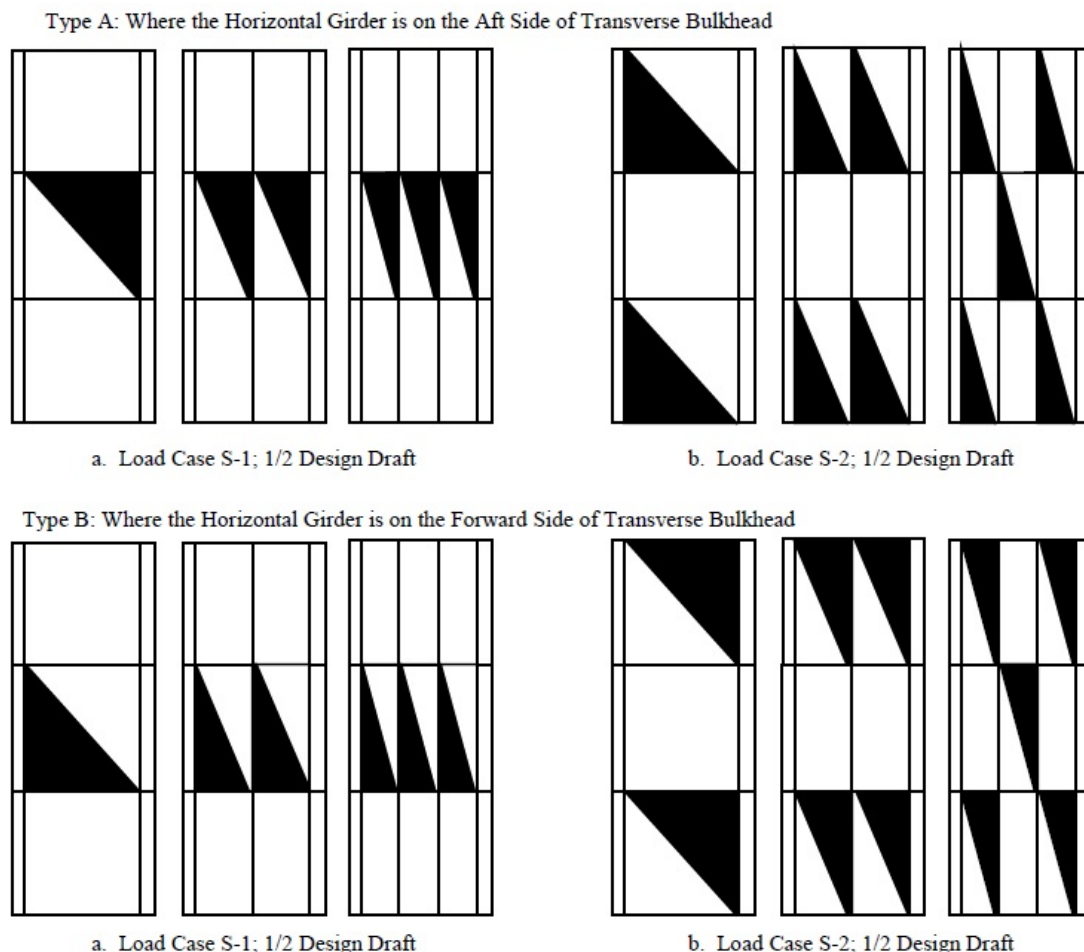 Type A: Where the Horizontal Girder is on the Aft Side of Transverse Bulkhead
a. Load Case S-1; 1/2 Design Draft
b. Load Case S-2; 1/2 Design Draft
Type B: Where the Horizontal Girder is on the Forward Side of Transverse Bulkhead
a. Load Case S-1; 1/2 Design Draft
b. Load Case S-2; 1/2 Design Draft